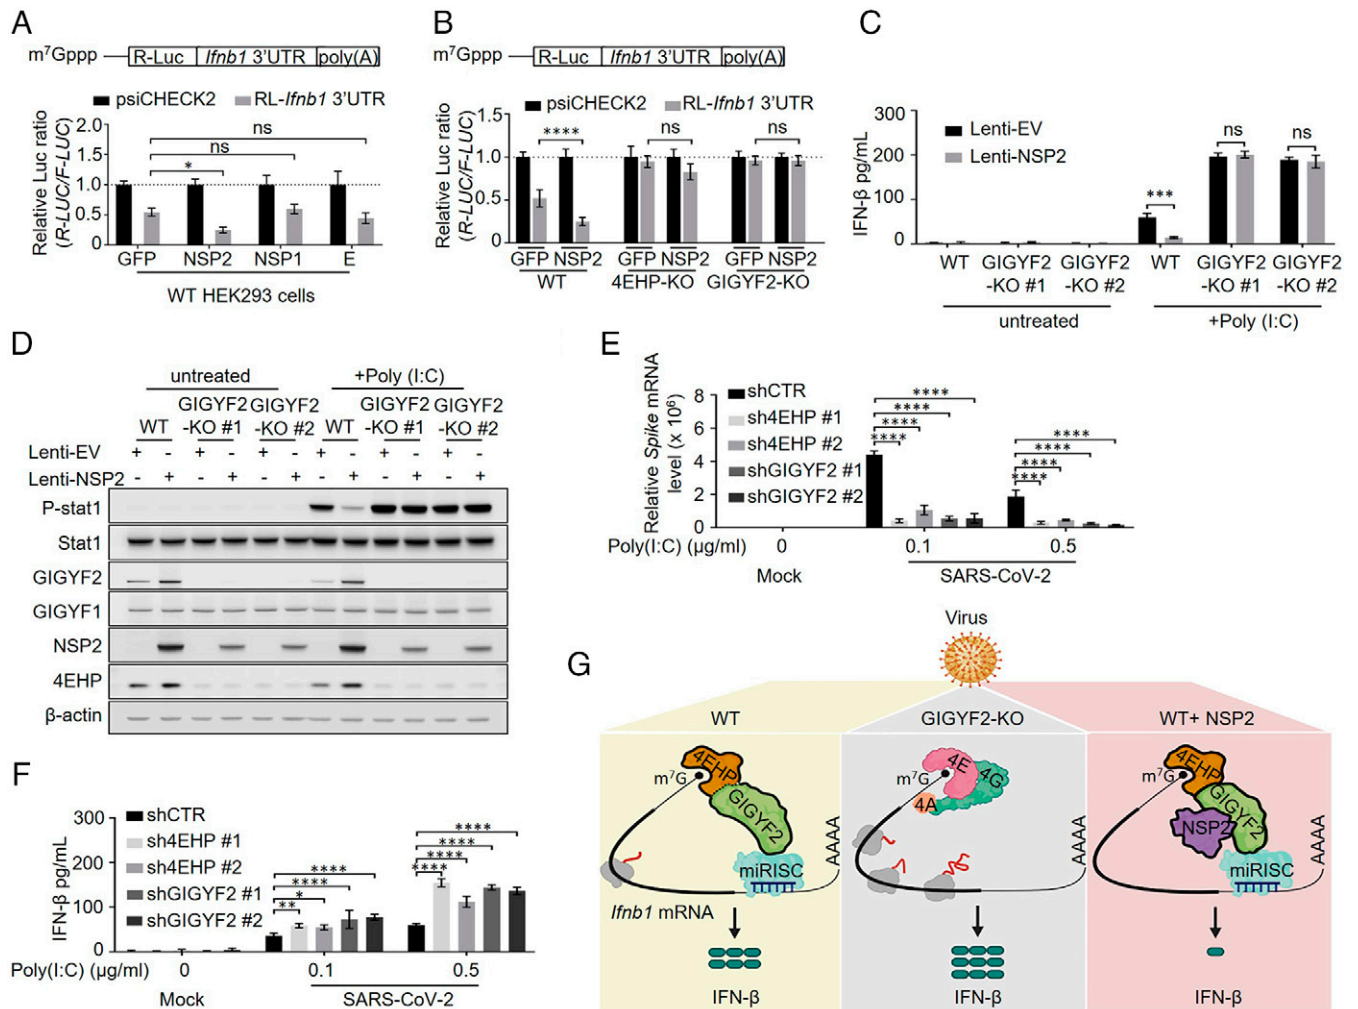 A
m⁷Gppp R-Luc Ifnb1 3'UTR poly(A)
psiCHECK2 RL-Ifnb1 3'UTR
Relative Luc ratio
(R-LUC/F-LUC)
2.0
1.5
1.0
0.5
0
ns
ns
*
GFP NSP2 NSP1 E
WT HEK293 cells
B
m⁷Gppp R-Luc Ifnb1 3'UTR poly(A)
psiCHECK2 RL-Ifnb1 3'UTR
Relative Luc ratio
(R-LUC/F-LUC)
1.5
1.0
0.5
0.0
**** ns ns
GFP NSP2 GFP NSP2 GFP NSP2
WT 4EHP-KO GIGYF2-KO
C
IFN-β pg/mL
300
200
100
0
Lenti-EV
Lenti-NSP2
*** ns ns
WT GIGYF2 GIGYF2 WT GIGYF2 GIGYF2
-KO #1 -KO #2 -KO #1 -KO #2
untreated +Poly (I:C)
D
untreated +Poly (I:C)
GIGYF2 GIGYF2 GIGYF2 GIGYF2
WT -KO #1 -KO #2 WT -KO #1 -KO #2
Lenti-EV + - + - + - + - + - + -
Lenti-NSP2 - + - + - + - + - + - +
P-stat1
Stat1
GIGYF2
GIGYF1
NSP2
4EHP
β-actin
E
Relative Spike mRNA
level (x 10⁶)
8
6
4
2
0
shCTR
sh4EHP #1
sh4EHP #2
shGIGYF2 #1
shGIGYF2 #2
****
****
****
****
****
****
****
****
Poly(I:C) (µg/ml) 0 0.1 0.5
Mock SARS-CoV-2
F
IFN-β pg/mL
300
200
100
0
shCTR
sh4EHP #1
sh4EHP #2
shGIGYF2 #1
shGIGYF2 #2
****
****
*
**
****
****
****
****
Poly(I:C) (µg/ml) 0 0.1 0.5
Mock SARS-CoV-2
G
Virus
WT GIGYF2-KO WT+ NSP2
m⁷G 4EHP GIGYF2 miRISC AAAA
Ifnb1 mRNA
IFN-β
m⁷G 4E 4G 4A AAAA
IFN-β
m⁷G 4EHP GIGYF2 NSP2 miRISC AAAA
IFN-β